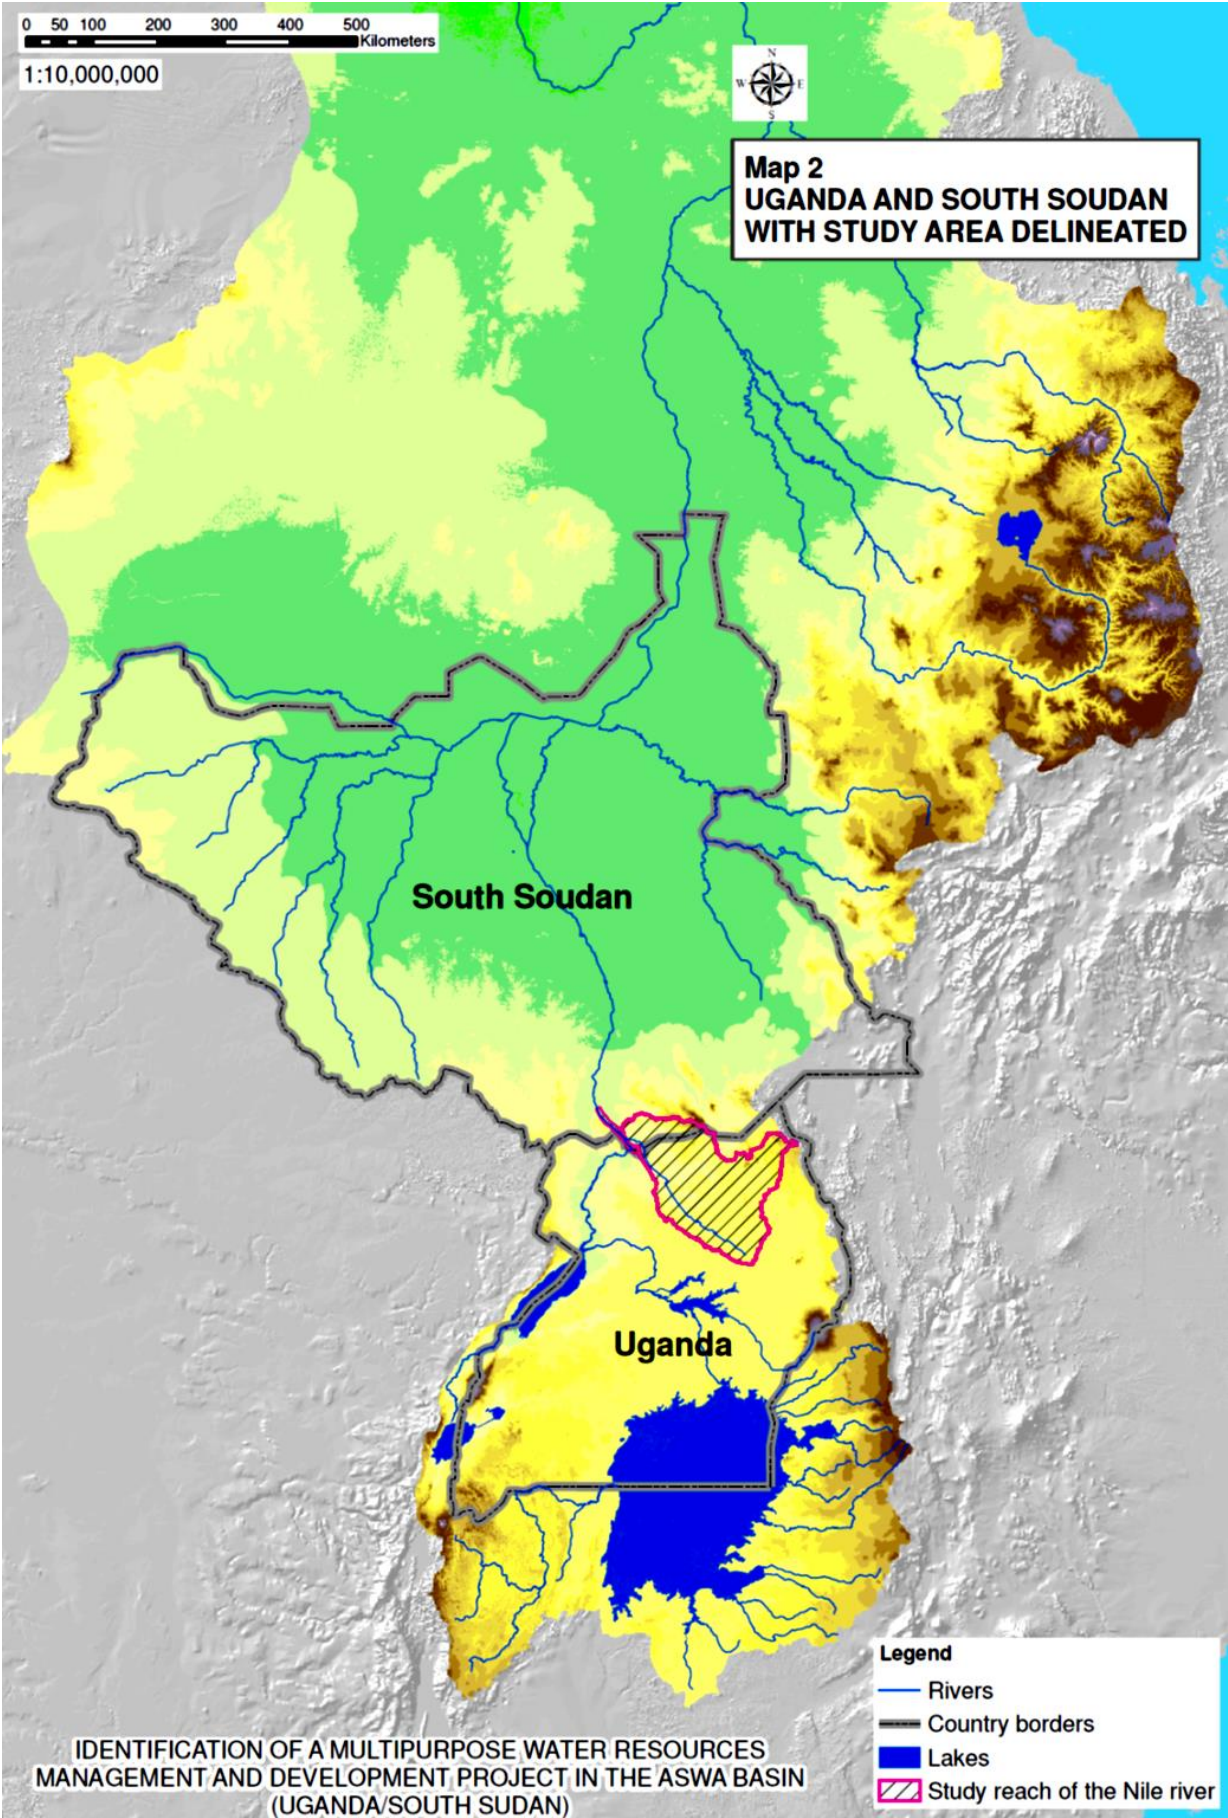 0 50 100 200 300 400 500
Kilometers
1:10,000,000
N
W E
S
Map 2
UGANDA AND SOUTH SOUDAN
WITH STUDY AREA DELINEATED
South Soudan
Uganda
Legend
Rivers
Country borders
Lakes
Study reach of the Nile river
IDENTIFICATION OF A MULTIPURPOSE WATER RESOURCES
MANAGEMENT AND DEVELOPMENT PROJECT IN THE ASWA BASIN
(UGANDA/SOUTH SUDAN)